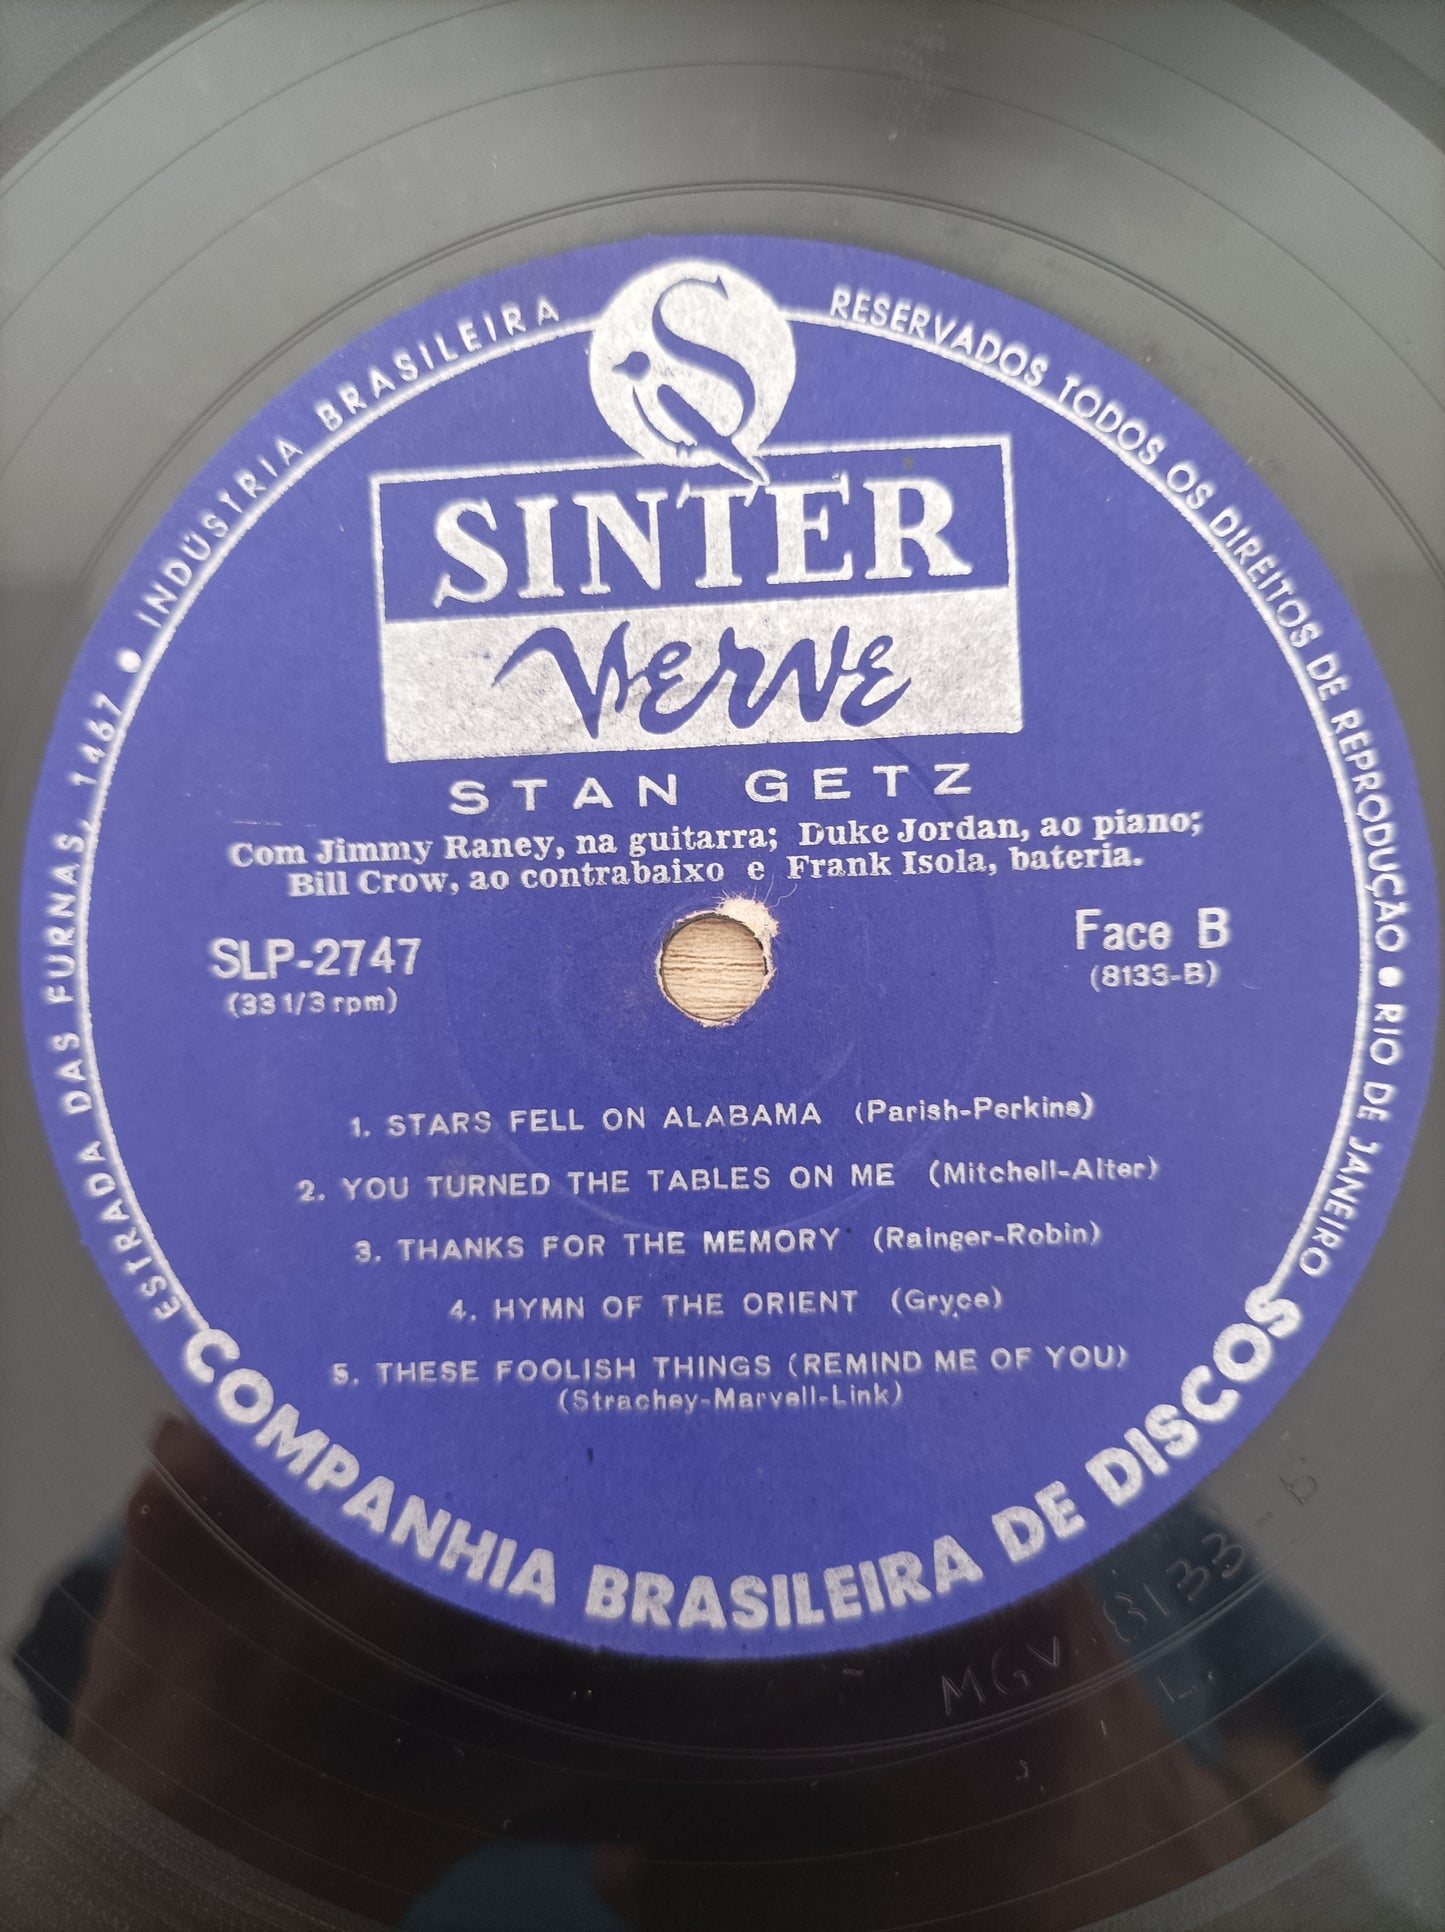 INDÚSTRIA BRASILEIRA
RESERVADOS TODOS OS DIREITOS DE REPRODUÇÃO • RIO DE JANEIRO
S
SINTER
Verve
STAN GETZ
Com Jimmy Raney, na guitarra; Duke Jordan, ao piano;
Bill Crow, ao contrabaixo e Frank Isola, bateria.
SLP-2747
(33 1/3 rpm)
Face B
(8133-B)
1. STARS FELL ON ALABAMA (Parish-Perkins)
2. YOU TURNED THE TABLES ON ME (Mitchell-Alter)
3. THANKS FOR THE MEMORY (Rainger-Robin)
4. HYMN OF THE ORIENT (Gryce)
5. THESE FOOLISH THINGS (REMIND ME OF YOU)
(Strachey-Marvell-Link)
ESTRADA DAS FURNAS, 1467 •
COMPANHIA BRASILEIRA DE DISCOS
MGV 8133-B
L.